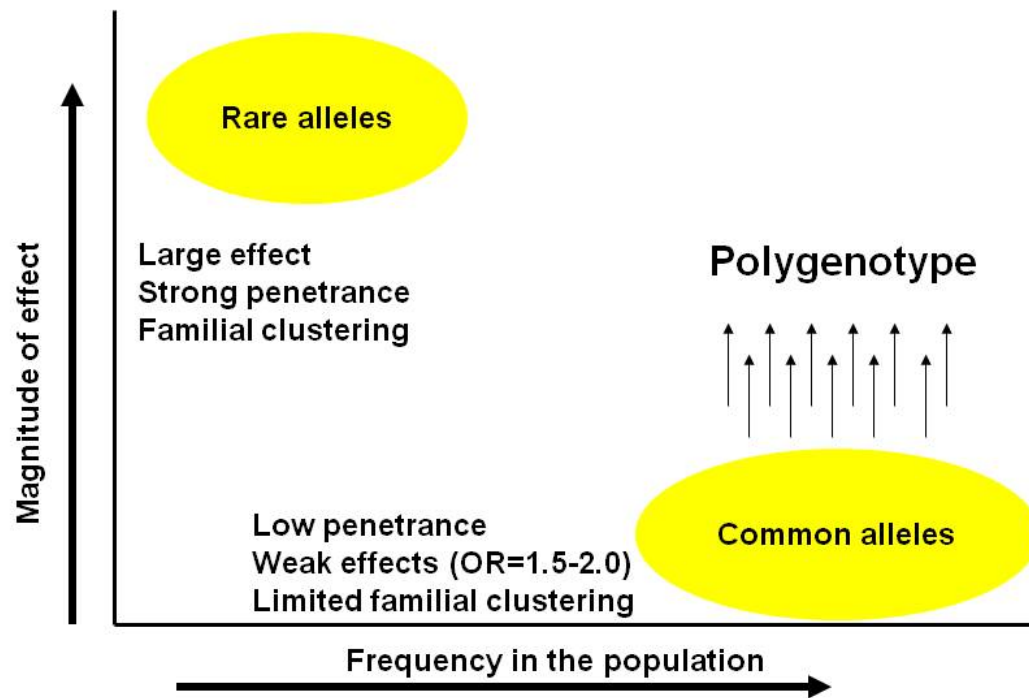 Rare alleles
Large effect
Strong penetrance
Familial clustering
Polygenotype
Low penetrance
Weak effects (OR=1.5-2.0)
Limited familial clustering
Common alleles
Magnitude of effect
Frequency in the population